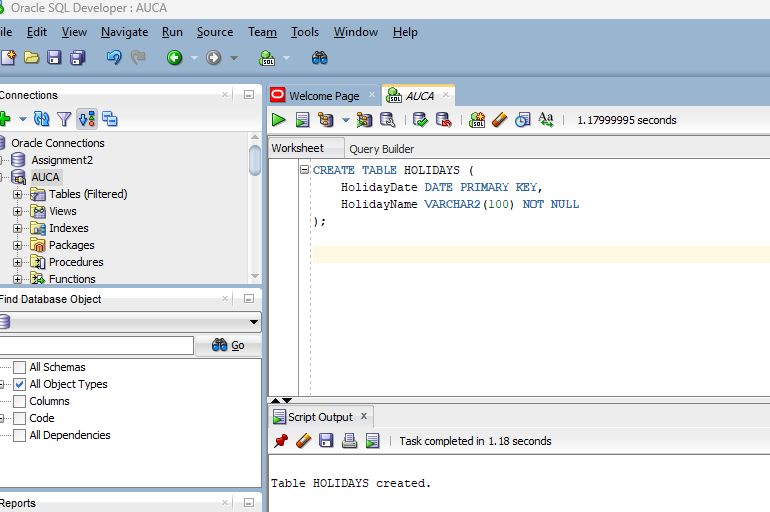 Oracle SQL Developer : AUCA
ile Edit View Navigate Run Source Team Tools Window Help
Connections
Oracle Connections
Assignment2
AUCA
Tables (Filtered)
Views
Indexes
Packages
Procedures
Functions
Find Database Object
Go
All Schemas
All Object Types
Columns
Code
All Dependencies
Reports
Welcome Page AUCA
1.17999995 seconds
Worksheet Query Builder
CREATE TABLE HOLIDAYS (
HolidayDate DATE PRIMARY KEY,
HolidayName VARCHAR2(100) NOT NULL
);
Script Output
Task completed in 1.18 seconds
Table HOLIDAYS created.